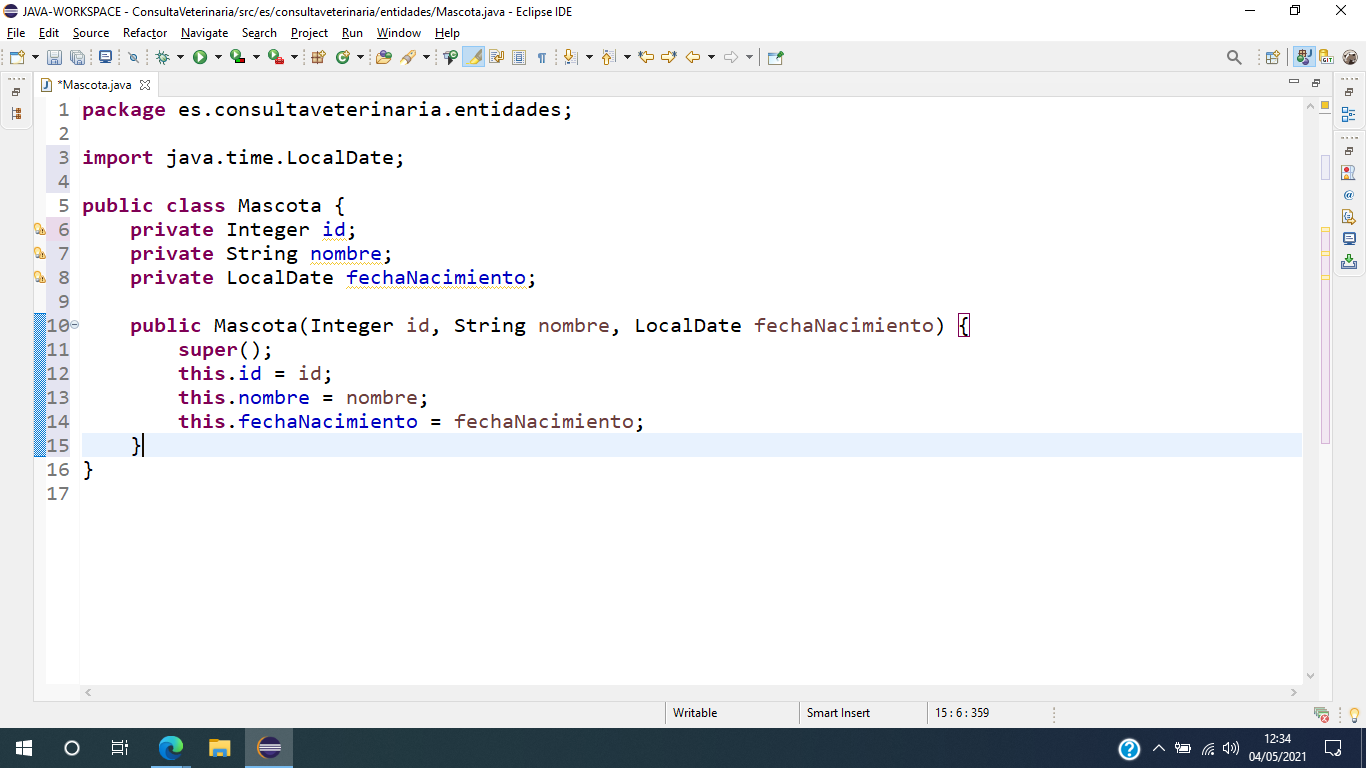 JAVA-WORKSPACE - ConsultaVeterinaria/src/es/consultaveterinaria/entidades/Mascota.java - Eclipse IDE
File Edit Source Refactor Navigate Search Project Run Window Help
*Mascota.java
1 package es.consultaveterinaria.entidades;
2
3 import java.time.LocalDate;
4
5 public class Mascota {
6 private Integer id;
7 private String nombre;
8 private LocalDate fechaNacimiento;
9
10 public Mascota(Integer id, String nombre, LocalDate fechaNacimiento) {
11 super();
12 this.id = id;
13 this.nombre = nombre;
14 this.fechaNacimiento = fechaNacimiento;
15 }
16 }
17
Writable Smart Insert 15 : 6 : 359
12:34
04/05/2021